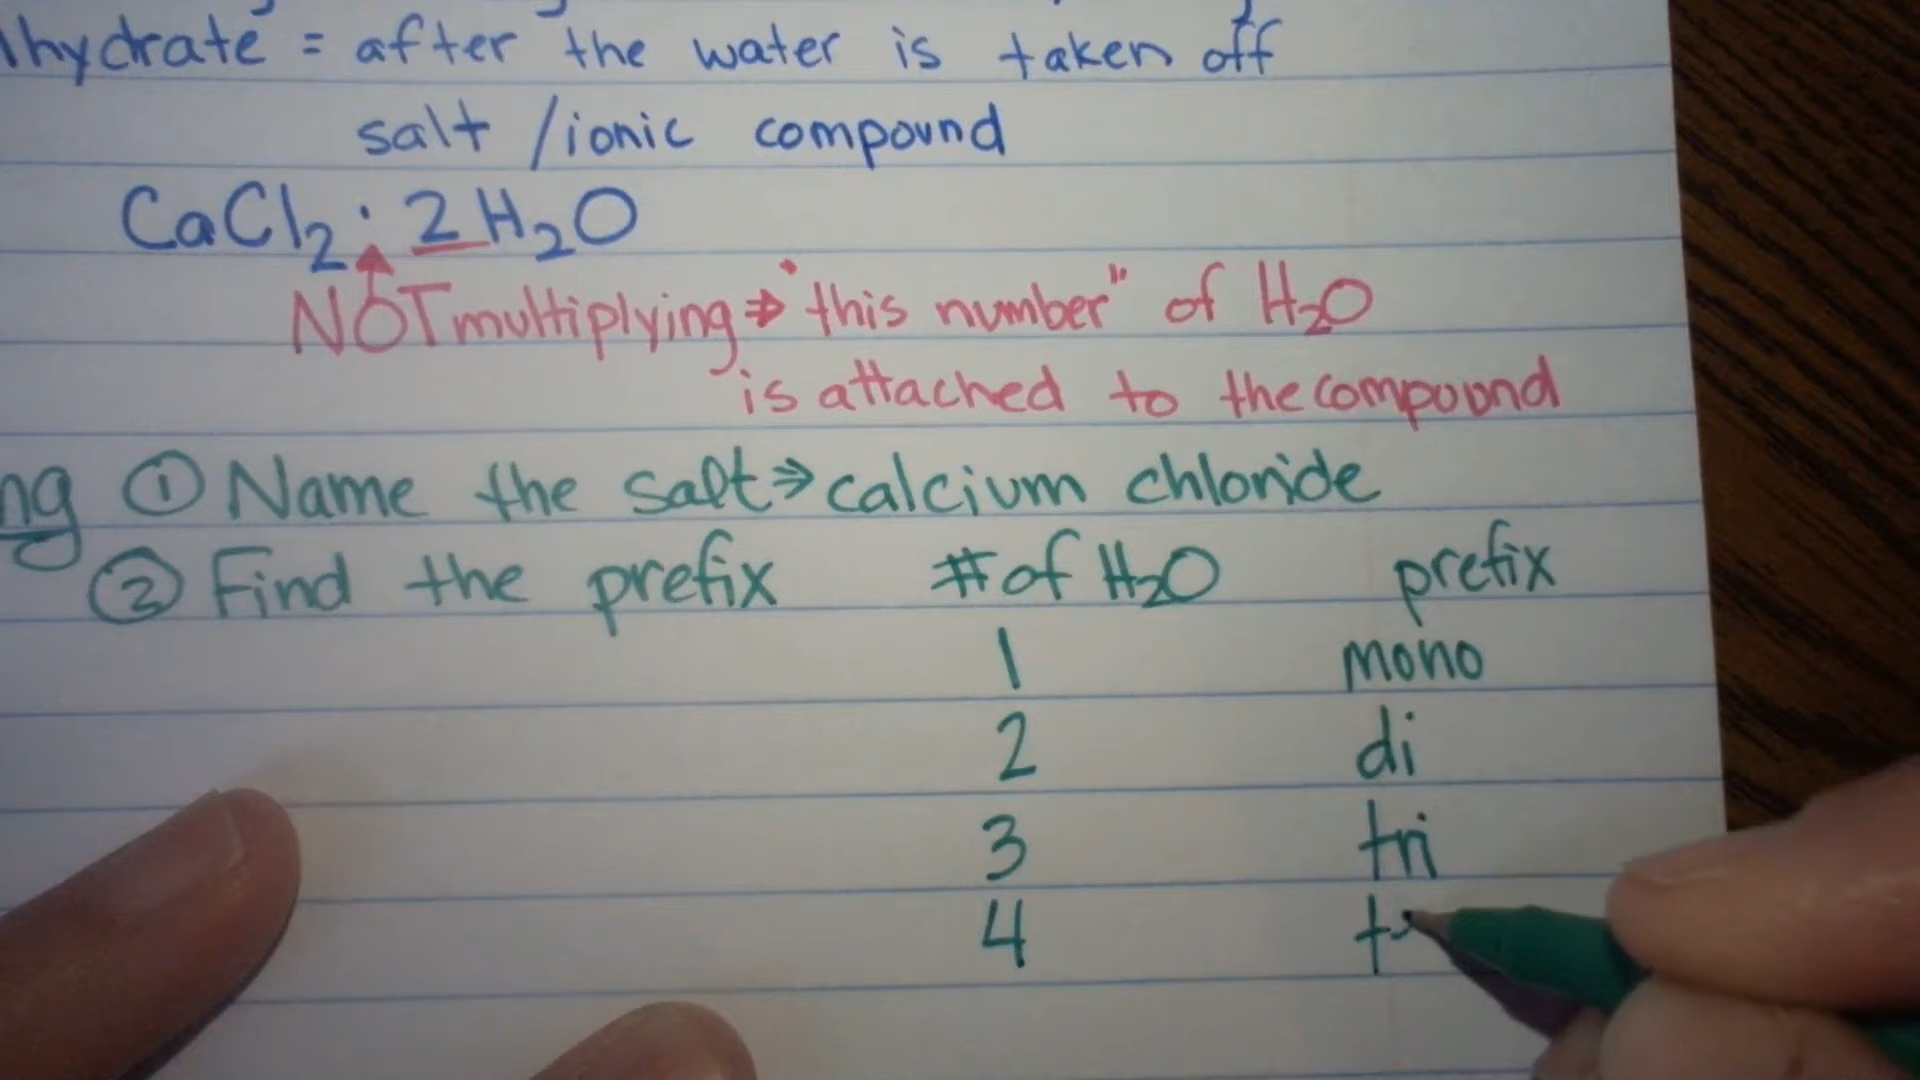 hydrate = after the water is taken off
salt / ionic compound
CaCl₂ · 2H₂O
NOT multiplying ⇒ "this number" of H₂O
is attached to the compound
ng ① Name the salt ⇒ calcium chloride
② Find the prefix # of H₂O prefix
1 mono
2 di
3 tri
4 t